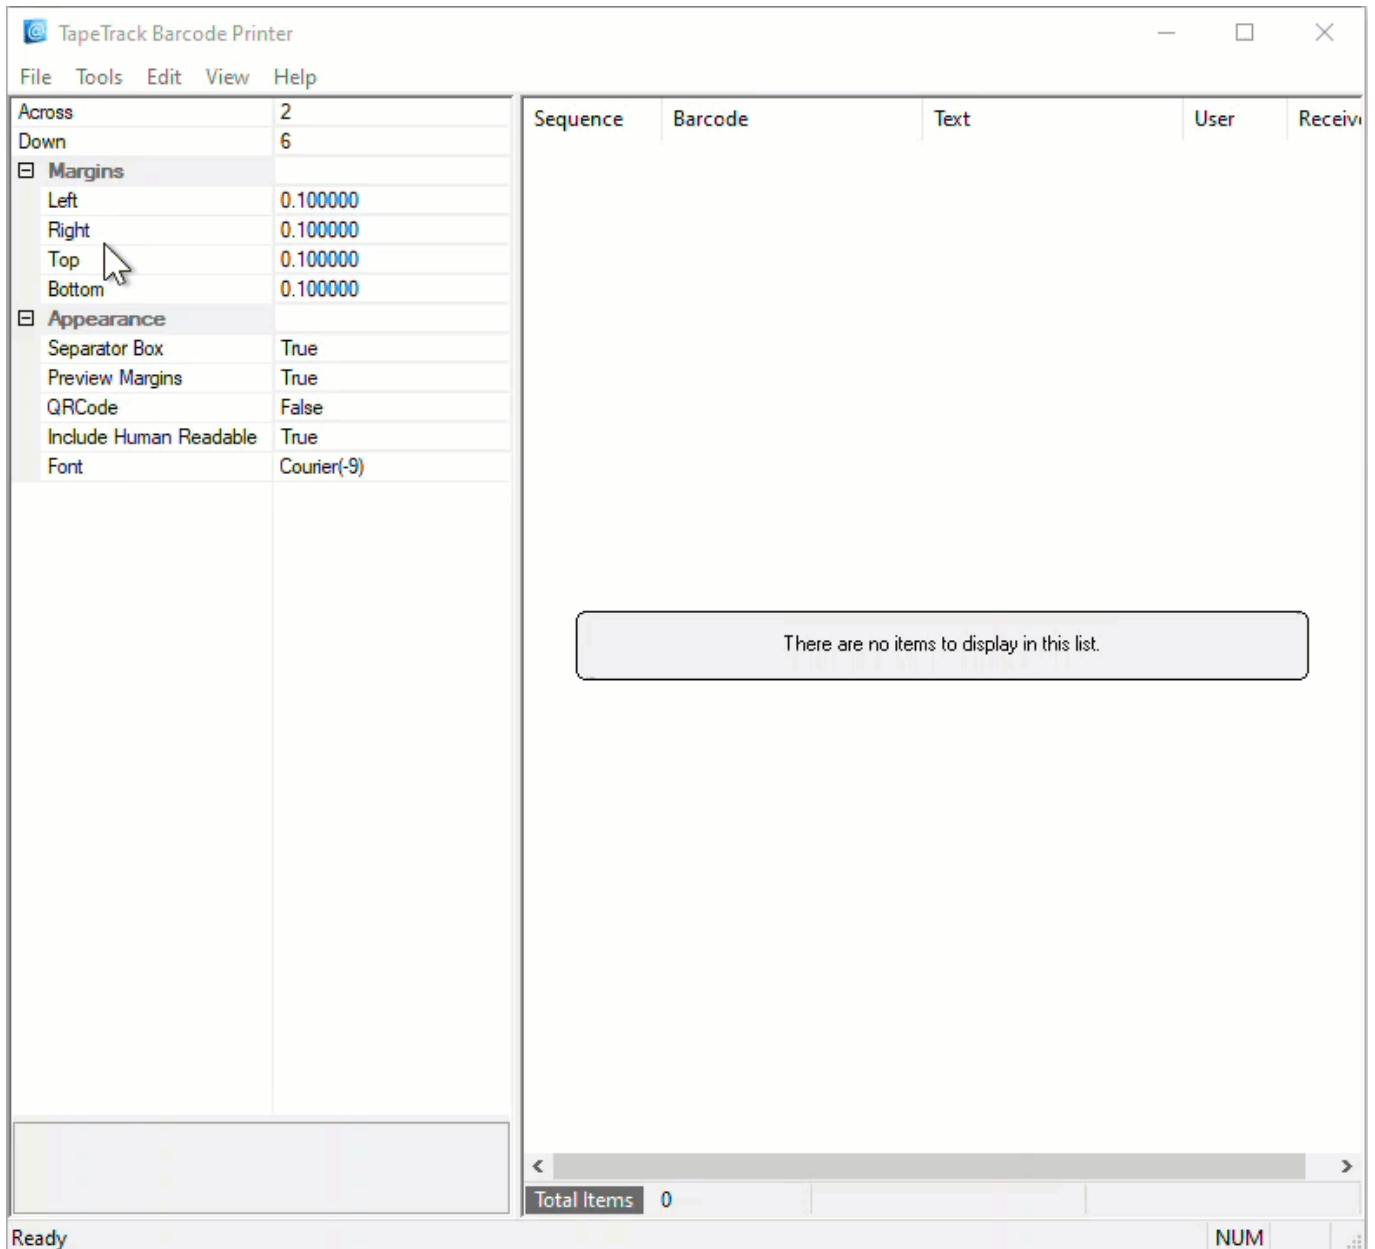 TapeTrack Barcode Printer
File Tools Edit View Help
Across 2
Down 6
Margins
Left 0.100000
Right 0.100000
Top 0.100000
Bottom 0.100000
Appearance
Separator Box True
Preview Margins True
QRCode False
Include Human Readable True
Font Courier(-9)
Sequence Barcode Text User Receiv
There are no items to display in this list.
Total Items 0
Ready NUM